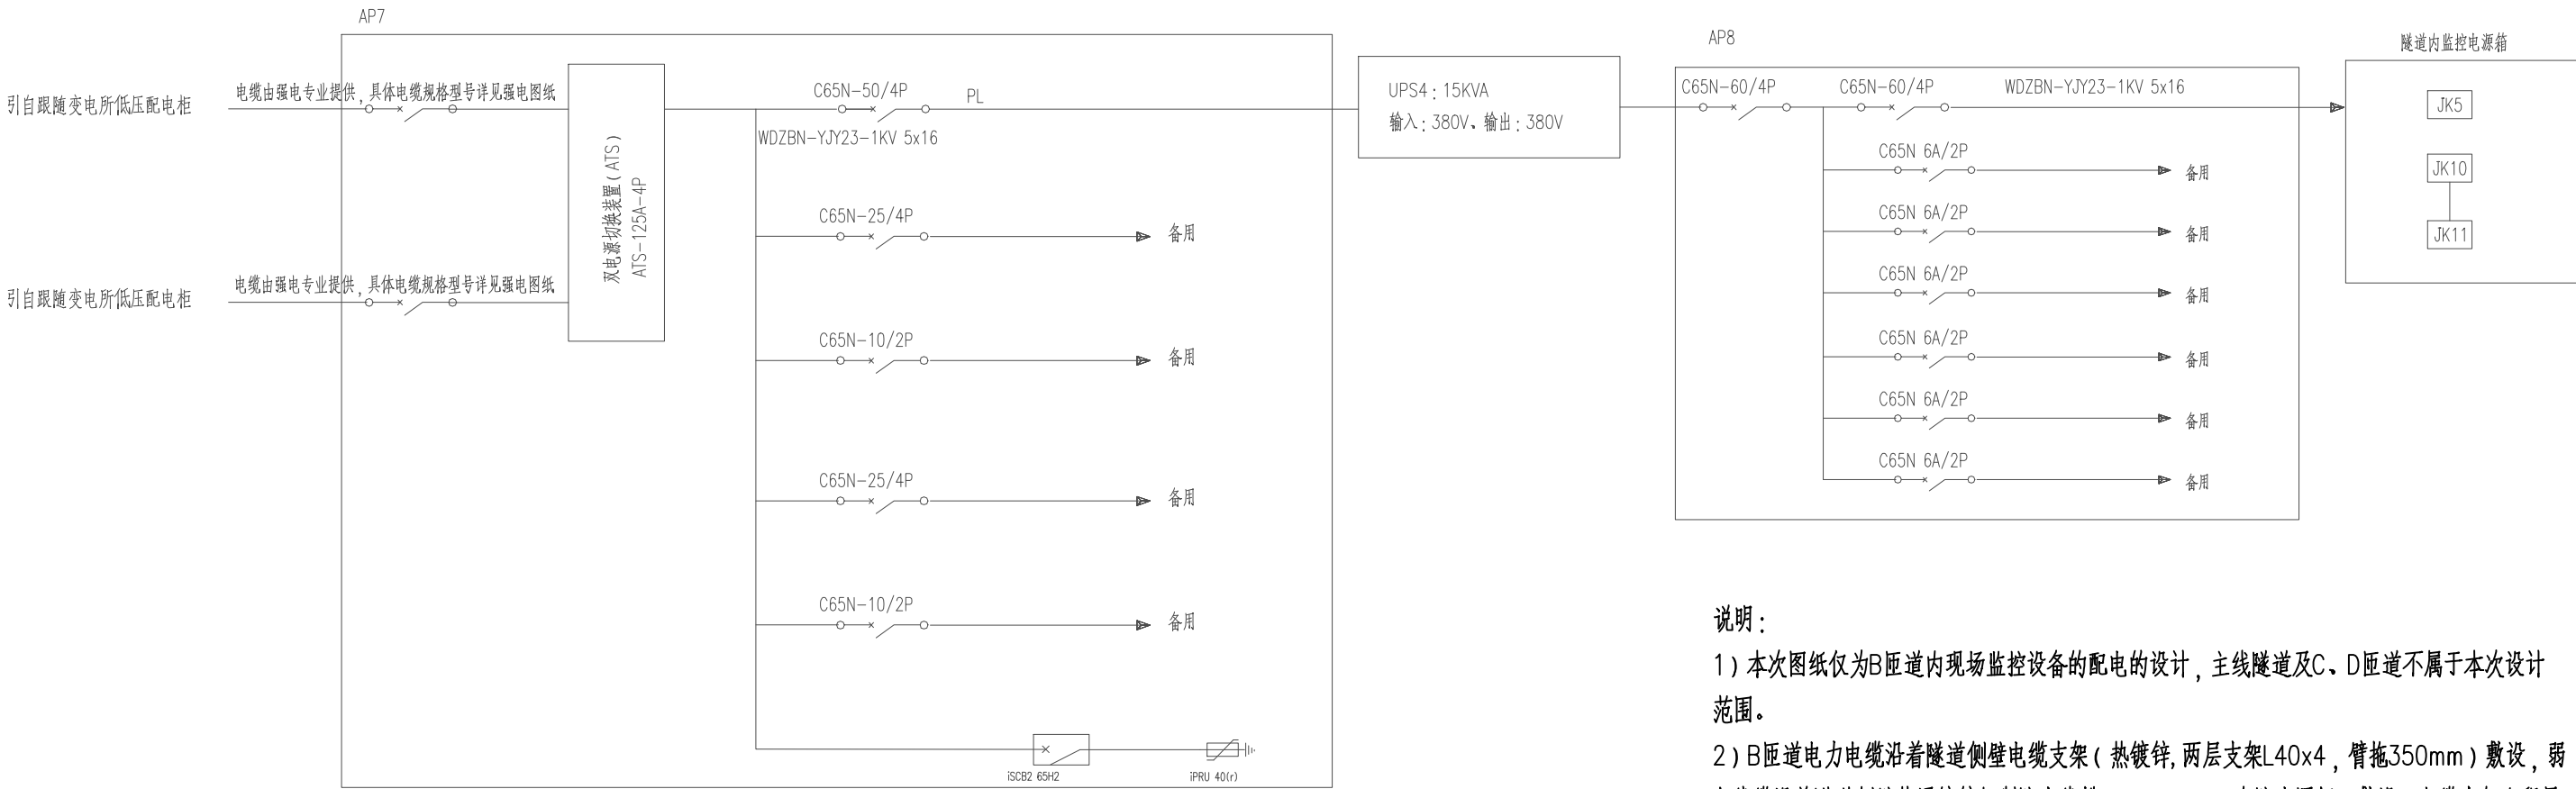 AP7
引自跟随变电所低压配电柜
电缆由强电专业提供，具体电缆规格型号详见强电图纸
引自跟随变电所低压配电柜
电缆由强电专业提供，具体电缆规格型号详见强电图纸
双电源切换装置(ATS)
ATS-125A-4P
C65N-50/4P
PL
WDZBN-YJY23-1KV 5x16
C65N-25/4P
备用
C65N-10/2P
备用
C65N-25/4P
备用
C65N-10/2P
备用
iSCB2 65H2
iPRU 40(r)
UPS4：15KVA
输入：380V、输出：380V
AP8
C65N-60/4P
C65N-60/4P
WDZBN-YJY23-1KV 5x16
C65N 6A/2P
备用
C65N 6A/2P
备用
C65N 6A/2P
备用
C65N 6A/2P
备用
C65N 6A/2P
备用
C65N 6A/2P
备用
隧道内监控电源箱
JK5
JK10
JK11
说明：
1）本次图纸仅为B匝道内现场监控设备的配电的设计，主线隧道及C、D匝道不属于本次设计
范围。
2）B匝道电力电缆沿着隧道侧壁电缆支架(热镀锌,两层支架L40x4，臂拖350mm)敷设，弱